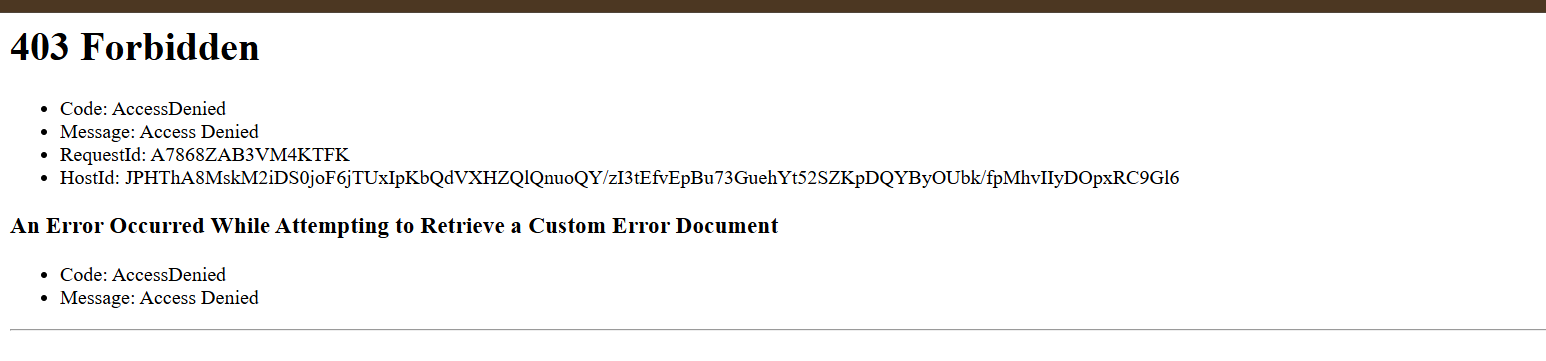 403 Forbidden
Code: AccessDenied
Message: Access Denied
RequestId: A7868ZAB3VM4KTFK
HostId: JPHThA8MskM2iDS0joF6jTUxIpKbQdVXHZQlQnuoQY/zI3tEfvEpBu73GuehYt52SZKpDQYByOUbk/fpMhvIIyDOpxRC9Gl6
An Error Occurred While Attempting to Retrieve a Custom Error Document
Code: AccessDenied
Message: Access Denied